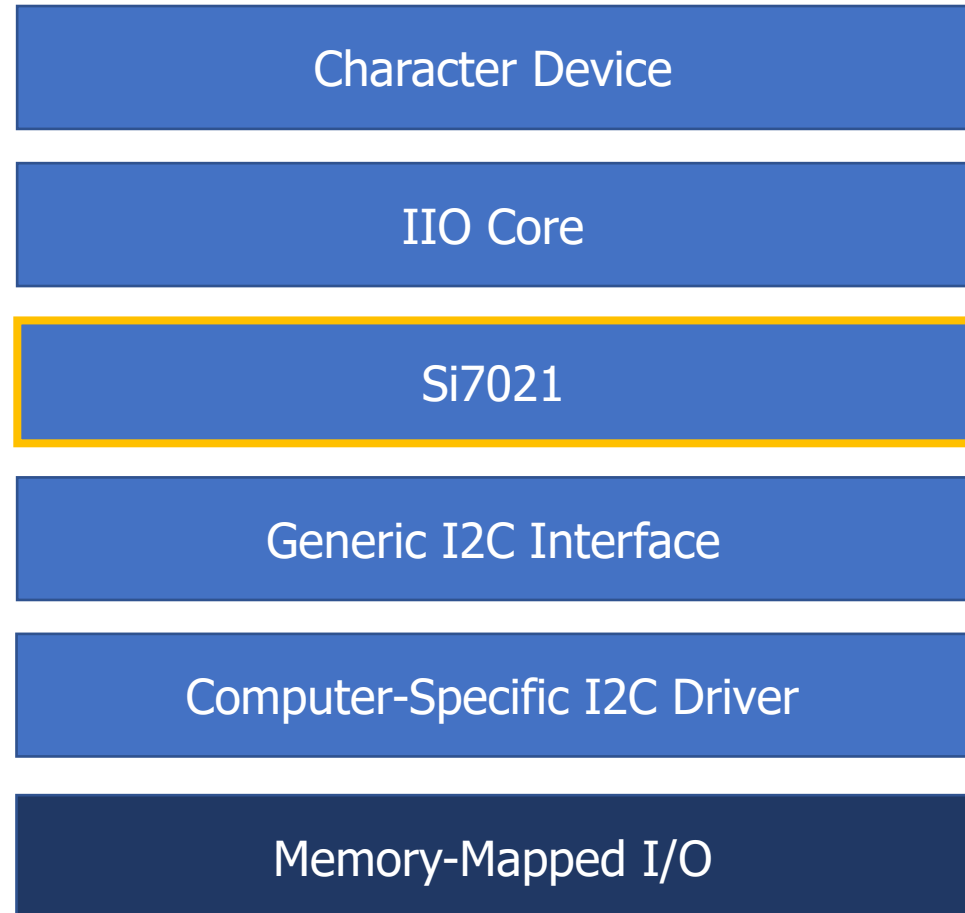 Character Device
IIO Core
Si7021
Generic I2C Interface
Computer-Specific I2C Driver
Memory-Mapped I/O